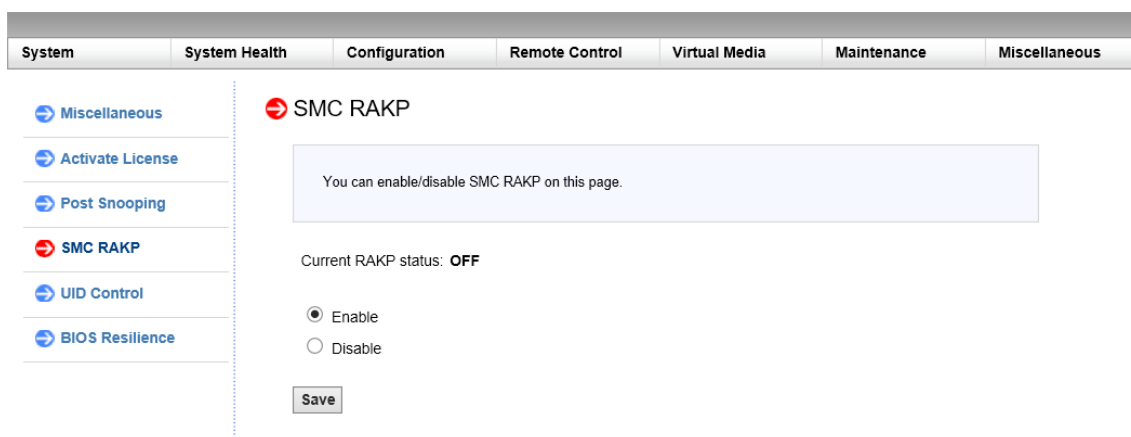 System System Health Configuration Remote Control Virtual Media Maintenance Miscellaneous
Miscellaneous
Activate License
Post Snooping
SMC RAKP
UID Control
BIOS Resilience
SMC RAKP
You can enable/disable SMC RAKP on this page.
Current RAKP status: OFF
Enable
Disable
Save